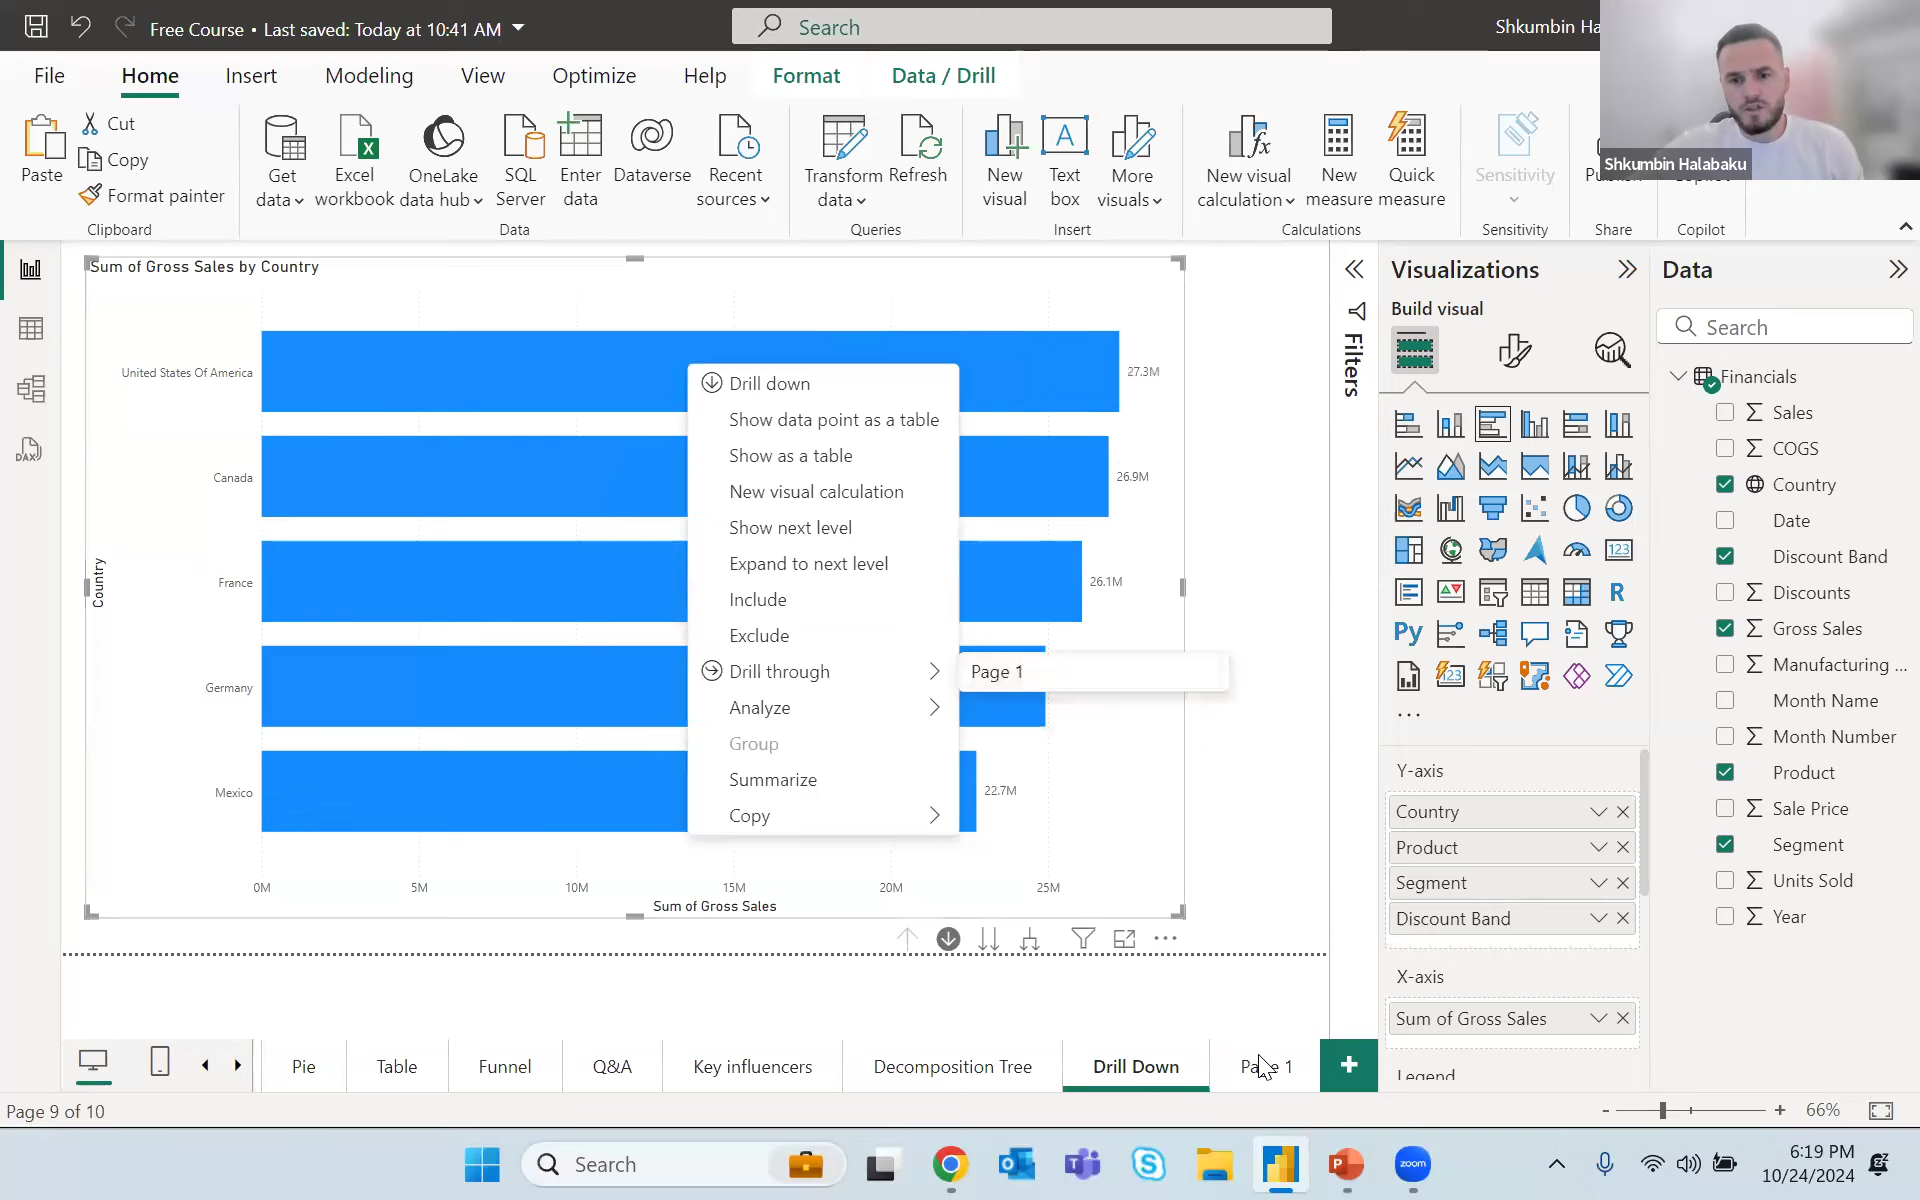 Free Course • Last saved: Today at 10:41 AM
Search
Shkumbin Ha
Shkumbin Halabaku
File
Home
Insert
Modeling
View
Optimize
Help
Format
Data / Drill
Paste
Cut
Copy
Format painter
Clipboard
Get data
Excel workbook
OneLake data hub
SQL Server
Enter data
Dataverse
Recent sources
Data
Transform data
Refresh
Queries
New visual
Text box
More visuals
Insert
New visual calculation
New measure
Quick measure
Calculations
Sensitivity
Sensitivity
Share
Copilot
Sum of Gross Sales by Country
Country
United States Of America
27.3M
Canada
26.9M
France
26.1M
Germany
Mexico
22.7M
0M
5M
10M
15M
20M
25M
Sum of Gross Sales
Drill down
Show data point as a table
Show as a table
New visual calculation
Show next level
Expand to next level
Include
Exclude
Drill through
Page 1
Analyze
Group
Summarize
Copy
Filters
Visualizations
Build visual
123
R
Py
123
Y-axis
Country
Product
Segment
Discount Band
X-axis
Sum of Gross Sales
Legend
Data
Search
Financials
Sales
COGS
Country
Date
Discount Band
Discounts
Gross Sales
Manufacturing ...
Month Name
Month Number
Product
Sale Price
Segment
Units Sold
Year
Pie
Table
Funnel
Q&A
Key influencers
Decomposition Tree
Drill Down
Page 1
Page 9 of 10
66%
Search
zoom
6:19 PM
10/24/2024